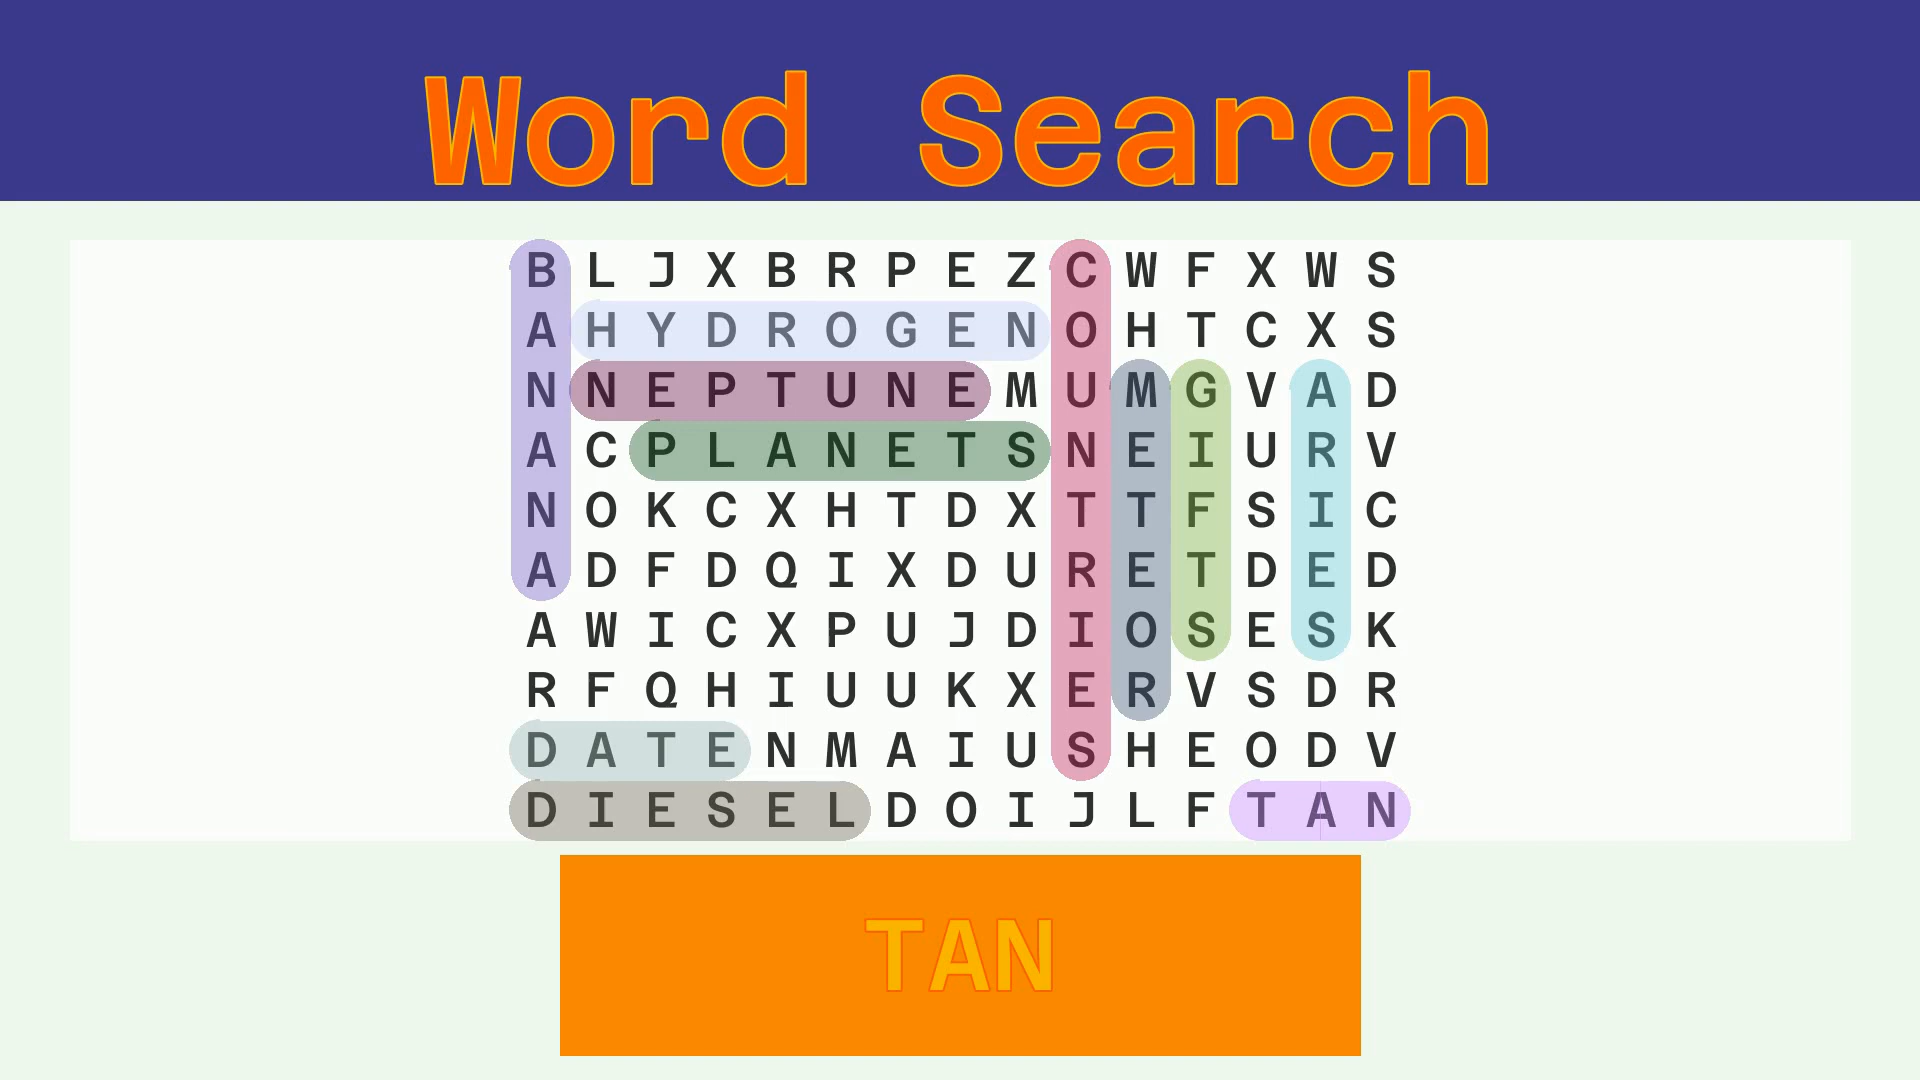 Word Search
B L J X B R P E Z C W F X W S
A H Y D R O G E N O H T C X S
N N E P T U N E M U M G V A D
A C P L A N E T S N E I U R V
N O K C X H T D X T T F S I C
A D F D Q I X D U R E T D E D
A W I C X P U J D I O S E S K
R F Q H I U U K X E R V S D R
D A T E N M A I U S H E O D V
D I E S E L D O I J L F T A N
TAN